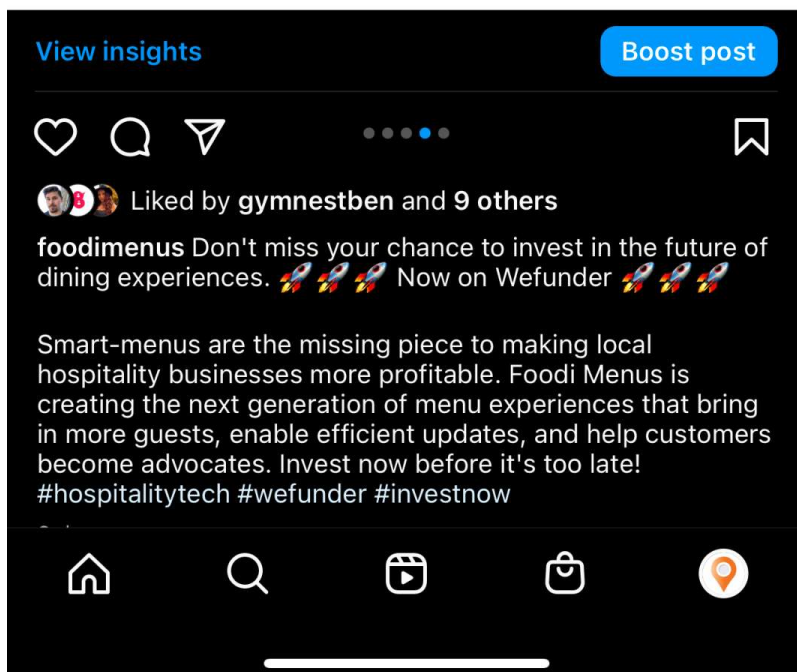 View insights
Boost post
Liked by gymnestben and 9 others
foodimenus Don't miss your chance to invest in the future of
dining experiences. 🚀🚀🚀 Now on Wefunder 🚀🚀🚀
Smart-menus are the missing piece to making local
hospitality businesses more profitable. Foodi Menus is
creating the next generation of menu experiences that bring
in more guests, enable efficient updates, and help customers
become advocates. Invest now before it's too late!
#hospitalitytech #wefunder #investnow